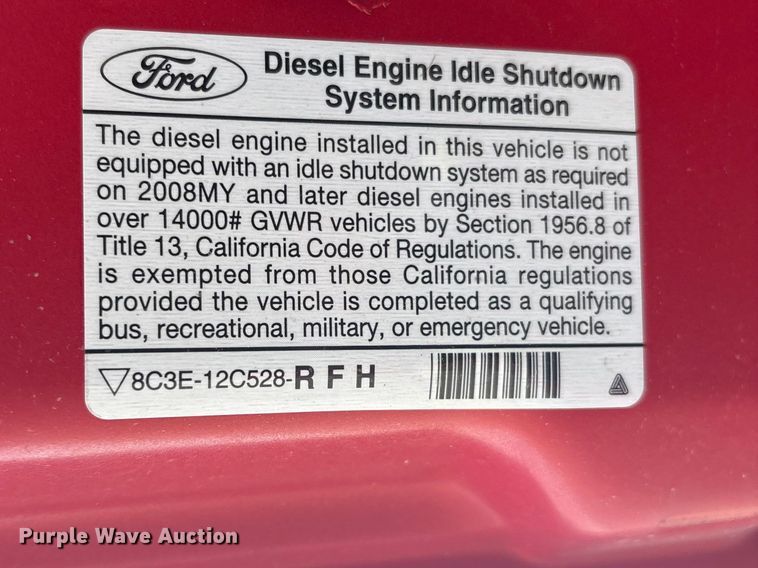 Ford
Diesel Engine Idle Shutdown
System Information
The diesel engine installed in this vehicle is not
equipped with an idle shutdown system as required
on 2008MY and later diesel engines installed in
over 14000# GVWR vehicles by Section 1956.8 of
Title 13, California Code of Regulations. The engine
is exempted from those California regulations
provided the vehicle is completed as a qualifying
bus, recreational, military, or emergency vehicle.
▽8C3E-12C528-R F H
Purple Wave Auction